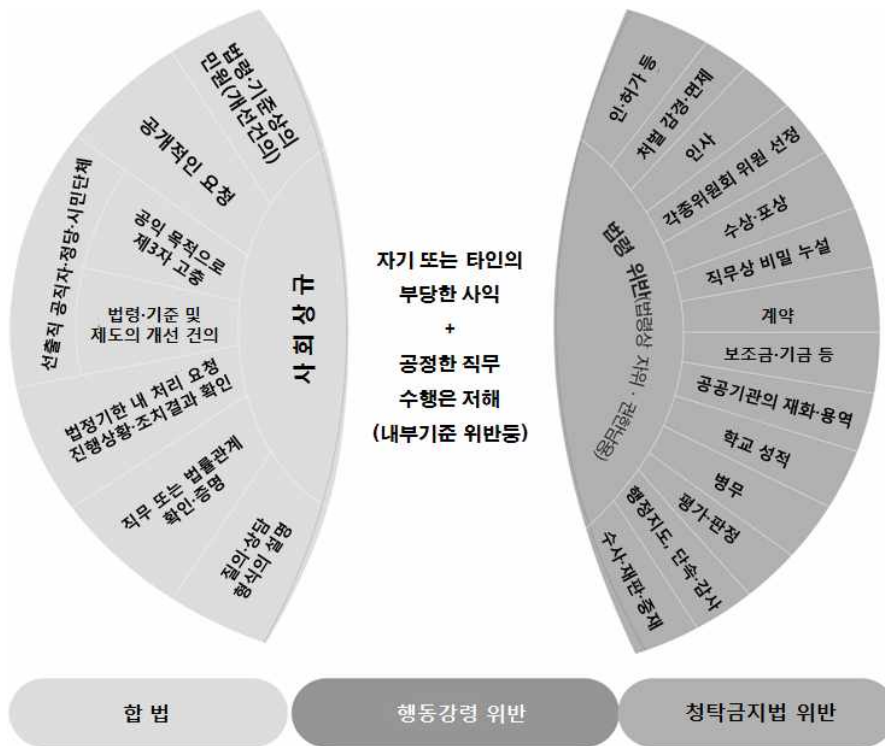 법령·기준상의
민원(개선건의)
공개적인 요청
선출직 공직자·정당·시민단체
공익 목적으로
제3자 고충
법령·기준 및
제도의 개선 건의
법정기한 내 처리 요청
진행상황·조치결과 확인
직무 또는 법률관계
확인·증명
질의·상담
형식의 설명
사회상규
자기 또는 타인의
부당한 사익
+
공정한 직무
수행은 저해
(내부기준 위반둥)
법령 위반(법령상 지위·권한남용)
인·허가 등
처벌 감경·면제
인사
각종위원회 위원 선정
수상·포상
직무상 비밀 누설
계약
보조금·기금 등
공공기관의 재화·용역
학교 성적
병무
평가·판정
행정지도, 단속·감사
수사·재판·중재
합 법
행동강령 위반
청탁금지법 위반